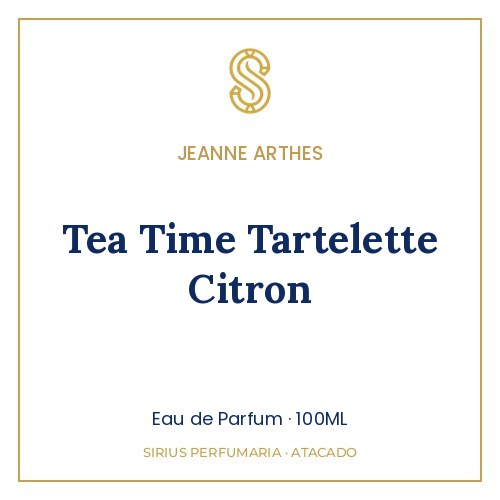 JEANNE ARTHES
Tea Time Tartelette
Citron
Eau de Parfum · 100ML
SIRIUS PERFUMARIA · ATACADO